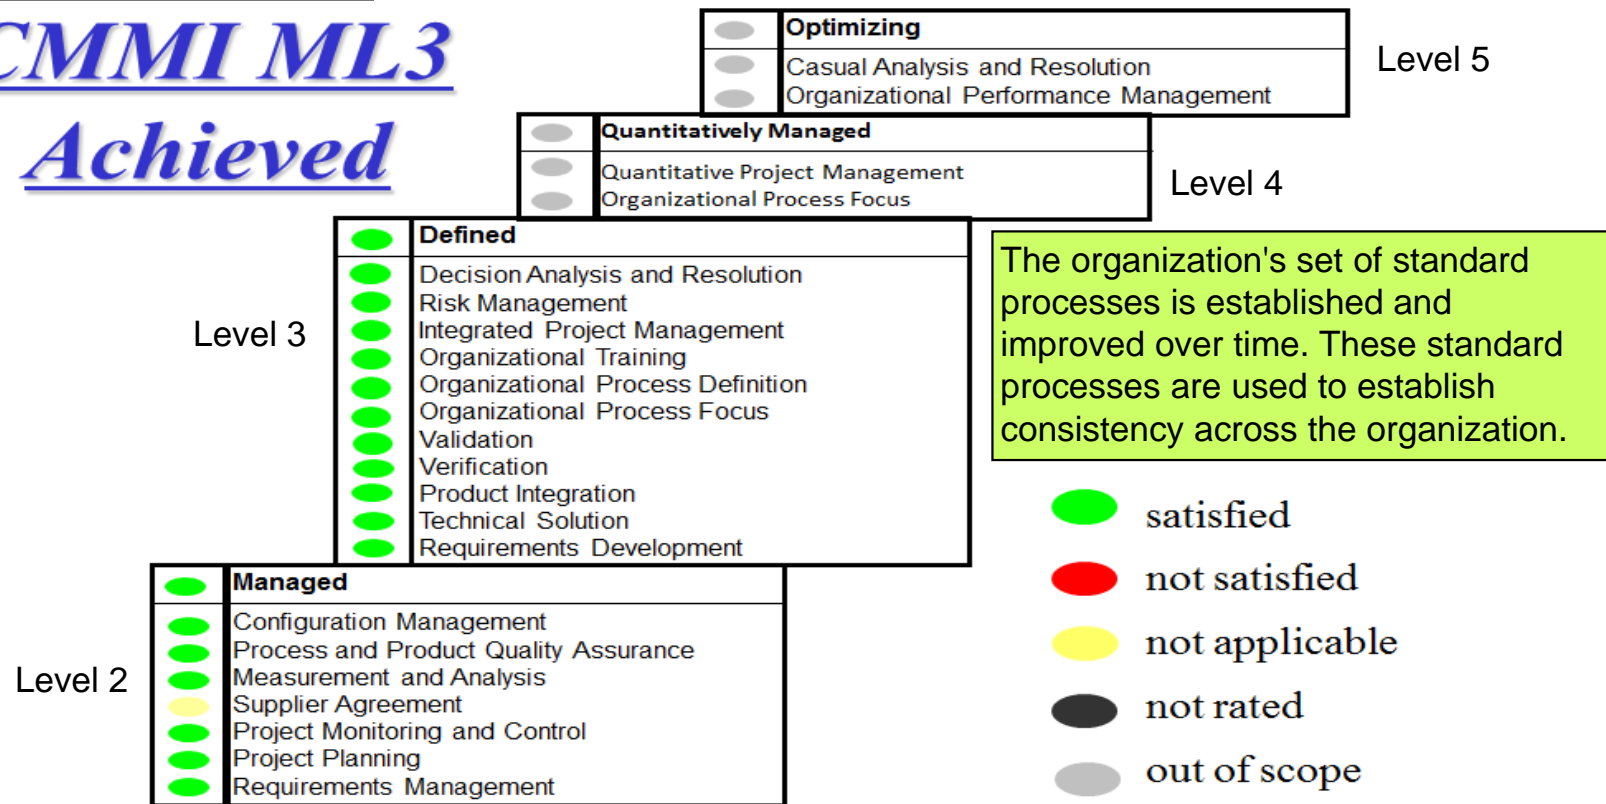 CMMI ML3
Achieved
Optimizing
Casual Analysis and Resolution
Organizational Performance Management
Level 5
Quantitatively Managed
Quantitative Project Management
Organizational Process Focus
Level 4
Defined
Decision Analysis and Resolution
Risk Management
Integrated Project Management
Organizational Training
Organizational Process Definition
Organizational Process Focus
Validation
Verification
Product Integration
Technical Solution
Requirements Development
Level 3
The organization's set of standard
processes is established and
improved over time. These standard
processes are used to establish
consistency across the organization.
Managed
Configuration Management
Process and Product Quality Assurance
Measurement and Analysis
Supplier Agreement
Project Monitoring and Control
Project Planning
Requirements Management
Level 2
satisfied
not satisfied
not applicable
not rated
out of scope